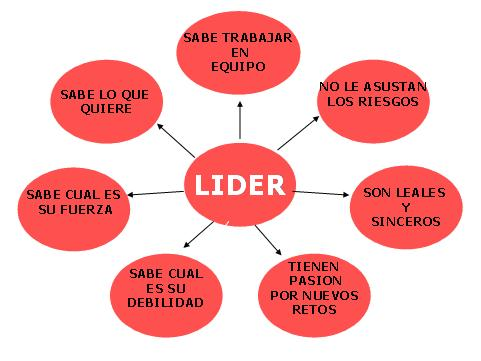 SABE TRABAJAR
EN
EQUIPO
SABE LO QUE
QUIERE
NO LE ASUSTAN
LOS RIESGOS
LIDER
SABE CUAL ES
SU FUERZA
SON LEALES
Y
SINCEROS
SABE CUAL
ES SU
DEBILIDAD
TIENEN
PASION
POR NUEVOS
RETOS